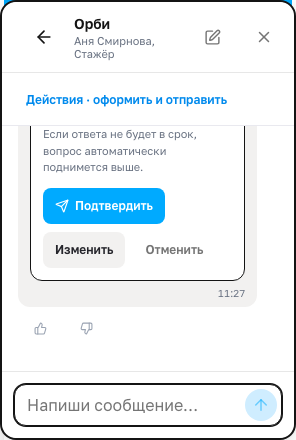 Орби
Аня Смирнова,
Стажёр
Действия · оформить и отправить
Если ответа не будет в срок,
вопрос автоматически
поднимется выше.
Подтвердить
Изменить
Отменить
11:27
Напиши сообщение...